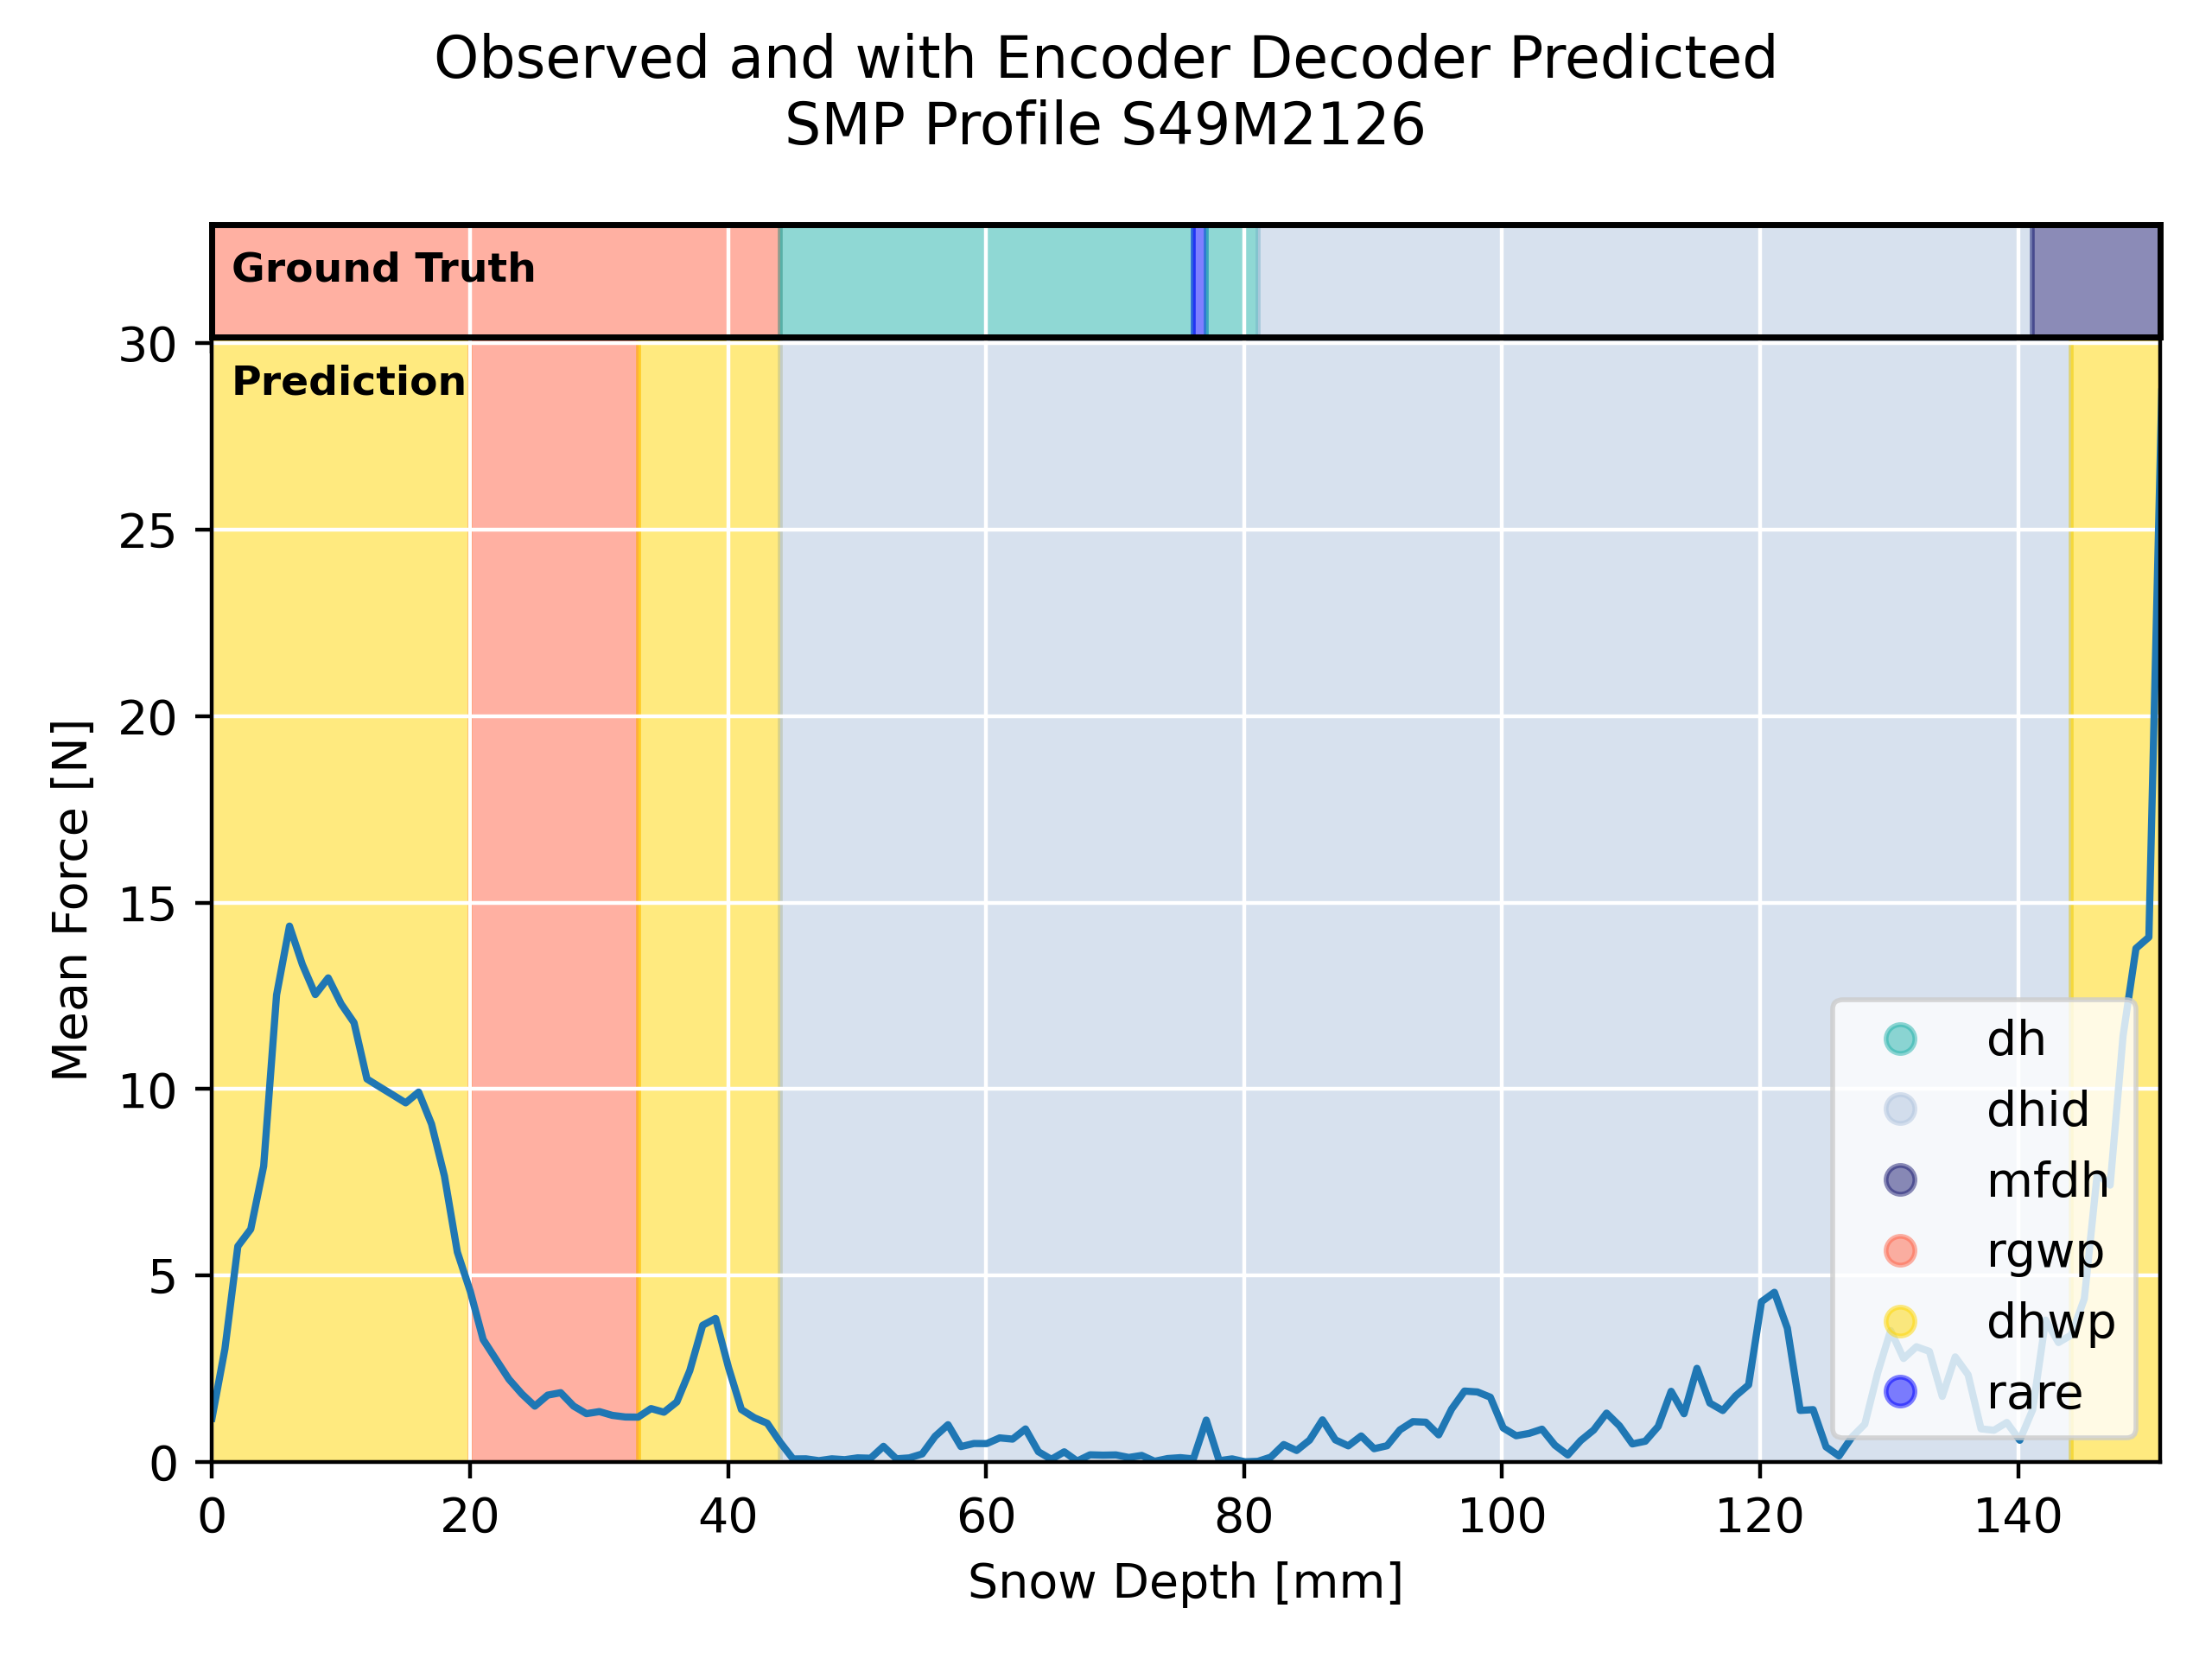 Observed and with Encoder Decoder Predicted
SMP Profile S49M2126
Ground Truth
Prediction
30
25
20
15
10
5
0
Mean Force [N]
dh
dhid
mfdh
rgwp
dhwp
rare
0 20 40 60 80 100 120 140
Snow Depth [mm]